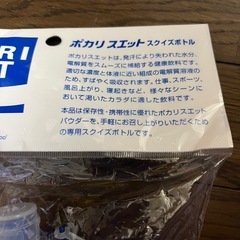 RI
T
ポカリスエット スクイズボトル
ポカリスエットは、発汗により失われた水分、
電解質をスムーズに補給する健康飲料です。
適切な濃度と体液に近い組成の電解質溶液の
ため、すばやく吸収されます。仕事、スポーツ、
風呂上がり、寝起きなど、様々なシーンに
おいて渇いたカラダに適した飲料です。
本品は保存性・携帯性に優れたポカリスエット
パウダーを、手軽にお召し上がりいただくため
の専用スクイズボトルです。